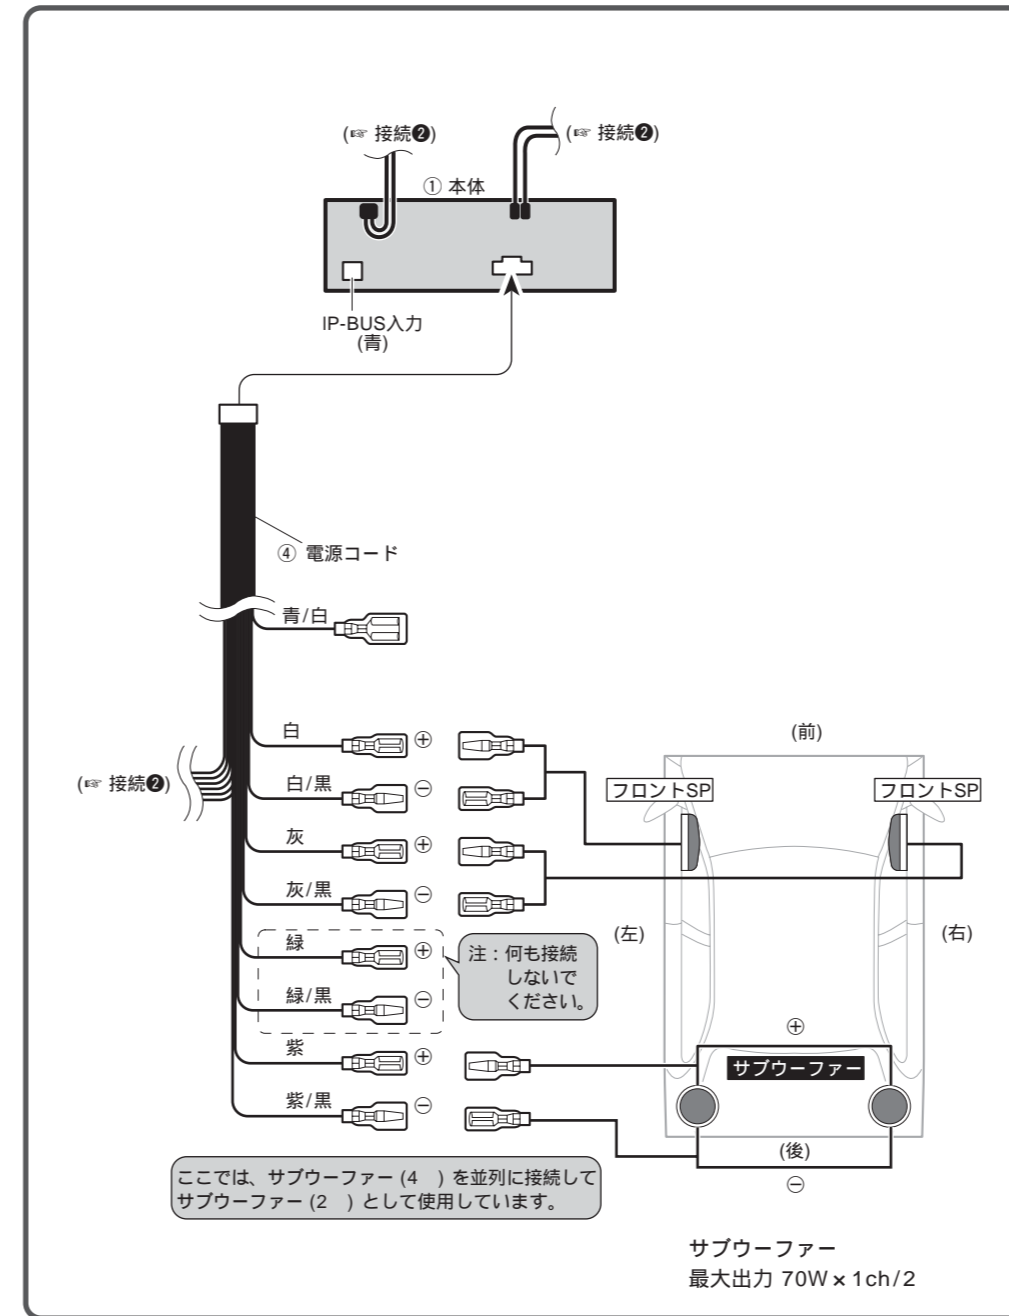 (☞ 接続❷)
(☞ 接続❷)
① 本体
IP-BUS入力
(青)
④ 電源コード
青/白
白
⊕
(前)
(☞ 接続❷)
白/黒
⊖
フロントSP
フロントSP
灰
⊕
灰/黒
⊖
(左)
(右)
緑
⊕
注:何も接続
しないで
ください。
緑/黒
⊖
⊕
紫
⊕
サブウーファー
紫/黒
⊖
(後)
⊖
ここでは、サブウーファー (4　) を並列に接続して
サブウーファー (2　) として使用しています。
サブウーファー
最大出力 70W × 1ch/2